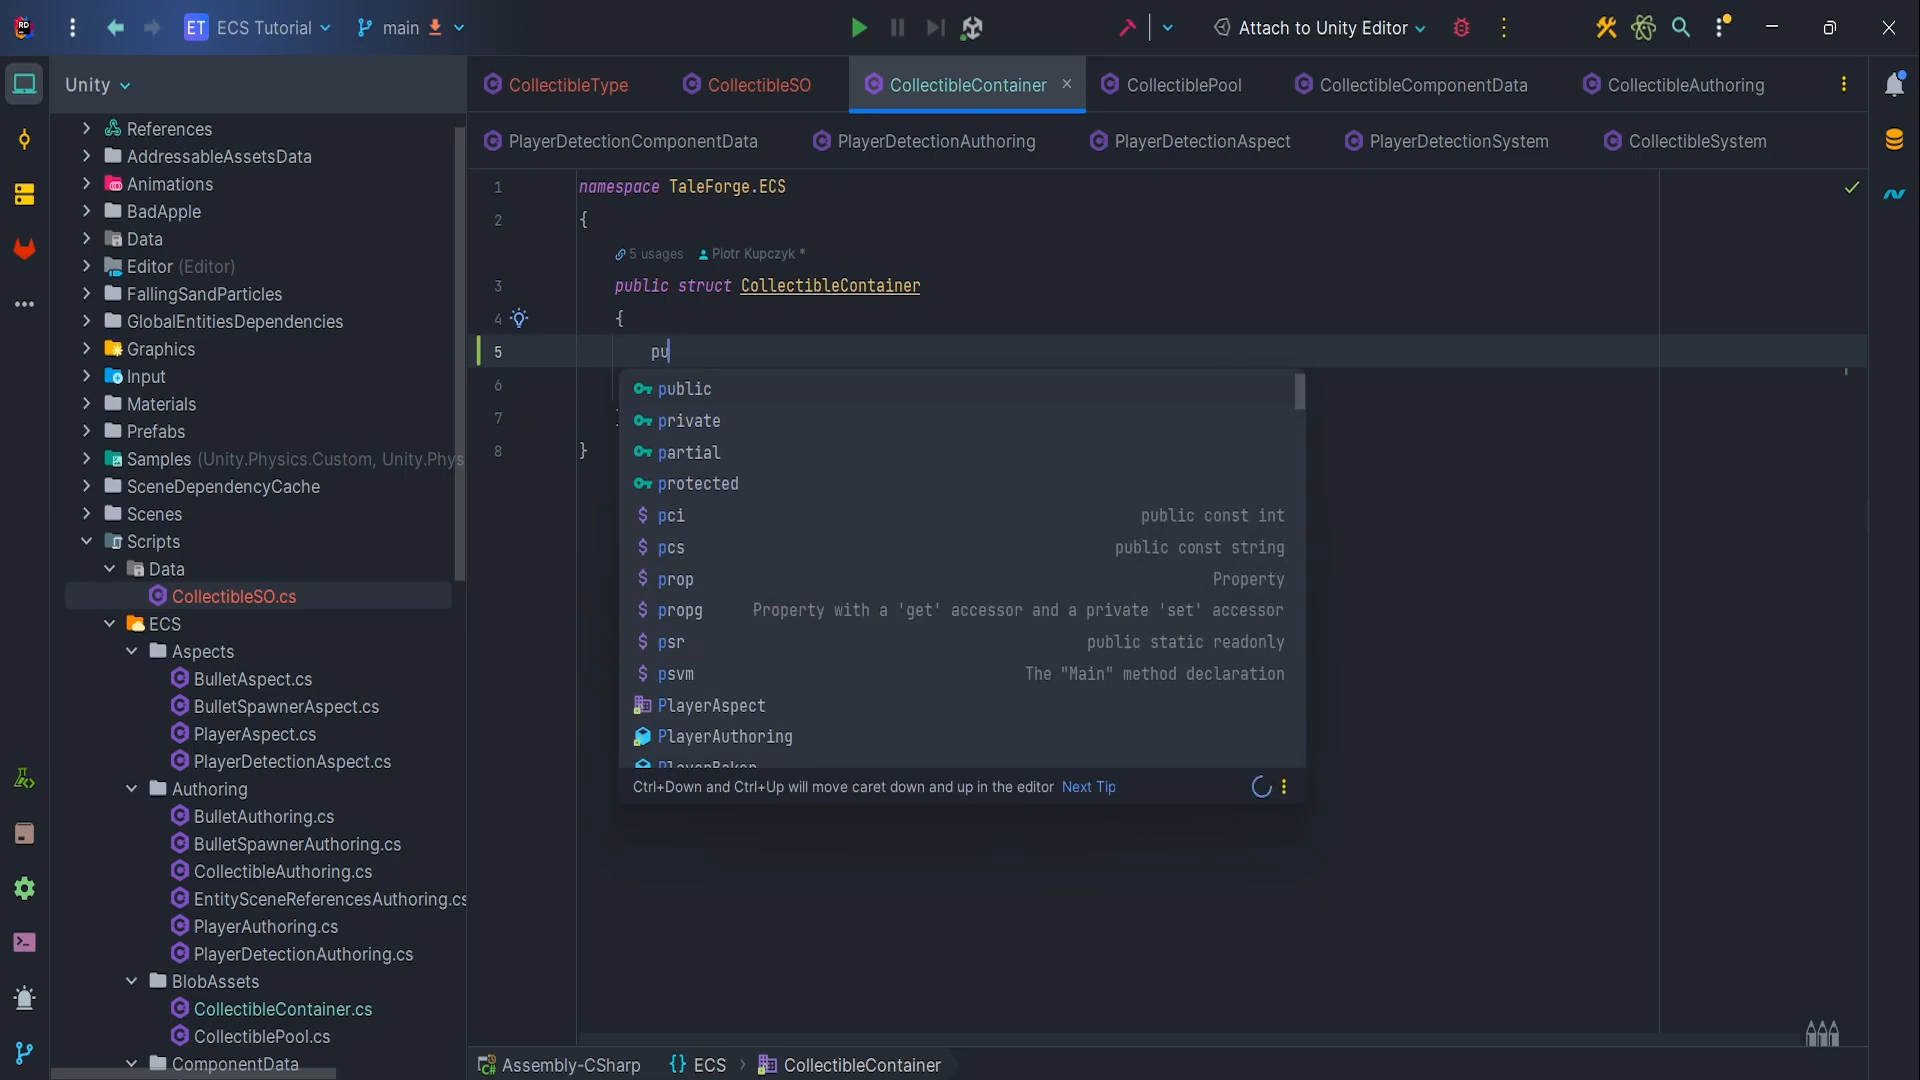 ET ECS Tutorial main Attach to Unity Editor
Unity
References
AddressableAssetsData
Animations
BadApple
Data
Editor (Editor)
FallingSandParticles
GlobalEntitiesDependencies
Graphics
Input
Materials
Prefabs
Samples (Unity.Physics.Custom, Unity.Phys
SceneDependencyCache
Scenes
Scripts
Data
CollectibleSO.cs
ECS
Aspects
BulletAspect.cs
BulletSpawnerAspect.cs
PlayerAspect.cs
PlayerDetectionAspect.cs
Authoring
BulletAuthoring.cs
BulletSpawnerAuthoring.cs
CollectibleAuthoring.cs
EntitySceneReferencesAuthoring.cs
PlayerAuthoring.cs
PlayerDetectionAuthoring.cs
BlobAssets
CollectibleContainer.cs
CollectiblePool.cs
ComponentData
CollectibleType CollectibleSO CollectibleContainer CollectiblePool CollectibleComponentData CollectibleAuthoring
PlayerDetectionComponentData PlayerDetectionAuthoring PlayerDetectionAspect PlayerDetectionSystem CollectibleSystem
1 namespace TaleForge.ECS
2 {
5 usages Piotr Kupczyk *
3 public struct CollectibleContainer
4 {
5 pu
6
7
8 }
public
private
partial
protected
pci public const int
pcs public const string
prop Property
propg Property with a 'get' accessor and a private 'set' accessor
psr public static readonly
psvm The "Main" method declaration
PlayerAspect
PlayerAuthoring
PlayerBaker
Ctrl+Down and Ctrl+Up will move caret down and up in the editor Next Tip
Assembly-CSharp {} ECS CollectibleContainer